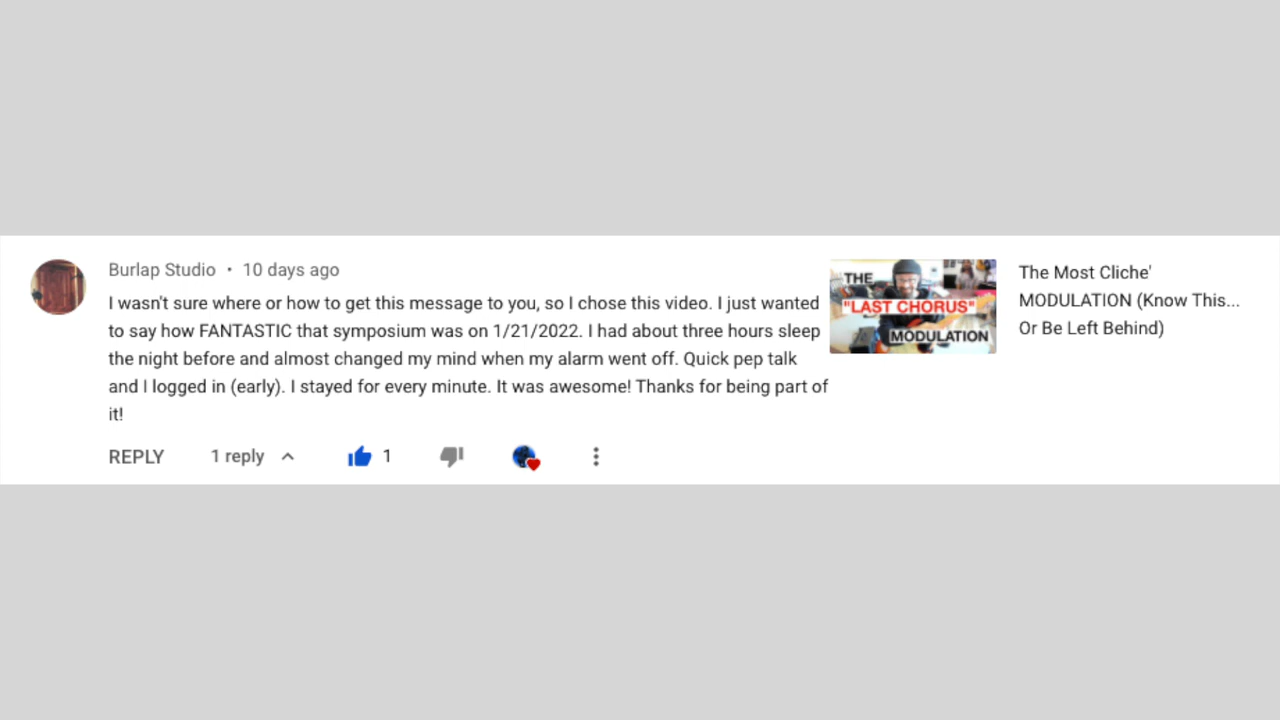 Burlap Studio • 10 days ago
I wasn't sure where or how to get this message to you, so I chose this video. I just wanted
to say how FANTASTIC that symposium was on 1/21/2022. I had about three hours sleep
the night before and almost changed my mind when my alarm went off. Quick pep talk
and I logged in (early). I stayed for every minute. It was awesome! Thanks for being part of
it!
REPLY 1 reply 1
THE
"LAST CHORUS"
MODULATION
The Most Cliche'
MODULATION (Know This...
Or Be Left Behind)